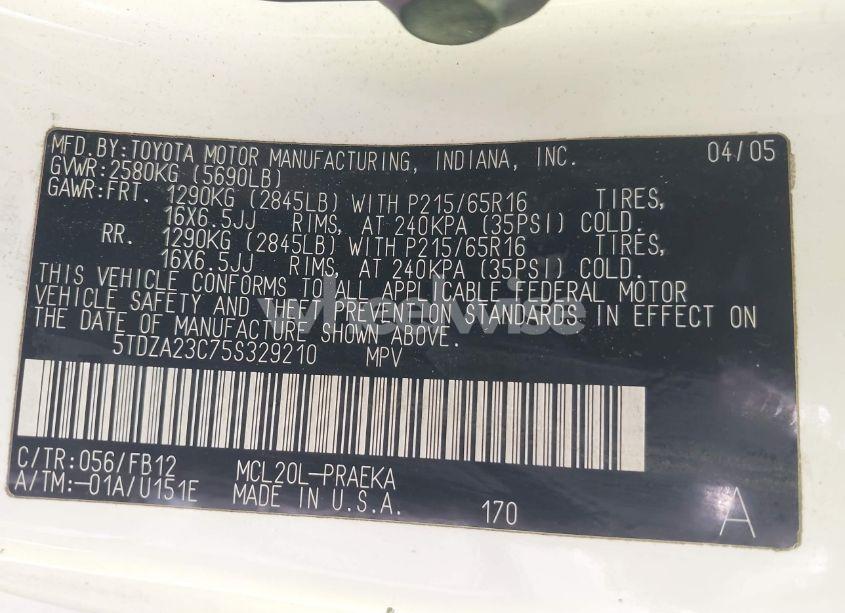 MFD.BY:TOYOTA MOTOR MANUFACTURING, INDIANA, INC. 04/05
GVWR:2580KG (5690LB)
GAWR:FRT. 1290KG (2845LB) WITH P215/65R16 TIRES,
16X6.5JJ RIMS, AT 240KPA (35PSI) COLD.
RR. 1290KG (2845LB) WITH P215/65R16 TIRES,
16X6.5JJ RIMS, AT 240KPA (35PSI) COLD.
THIS VEHICLE CONFORMS TO ALL APPLICABLE FEDERAL MOTOR
VEHICLE SAFETY AND THEFT PREVENTION STANDARDS IN EFFECT ON
THE DATE OF MANUFACTURE SHOWN ABOVE.
5TDZA23C75S329210 MPV
C/TR:056/FB12 MCL20L-PRAEKA
A/TM:-01A/U151E MADE IN U.S.A. 170 A
wheelwise